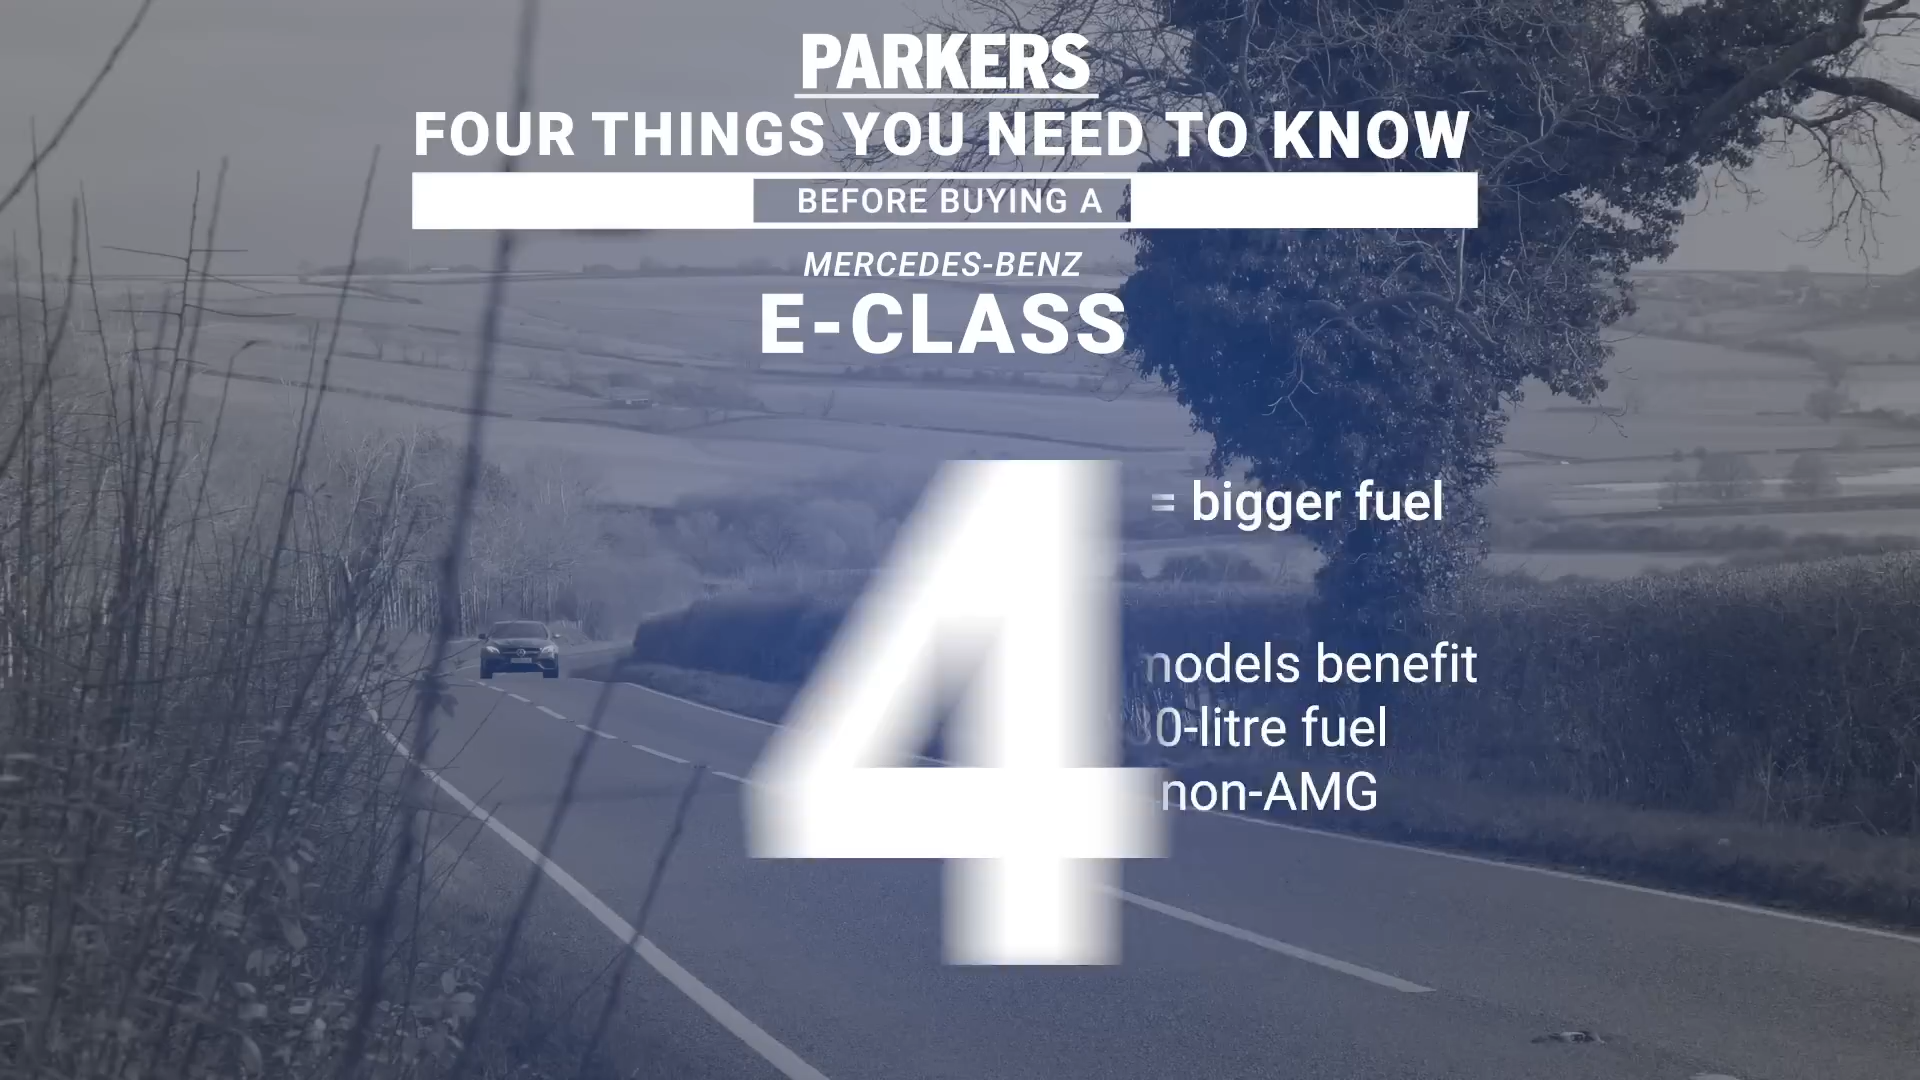 PARKERS
FOUR THINGS YOU NEED TO KNOW
BEFORE BUYING A
MERCEDES-BENZ
E-CLASS
4
= bigger fuel
models benefit
0-litre fuel
non-AMG